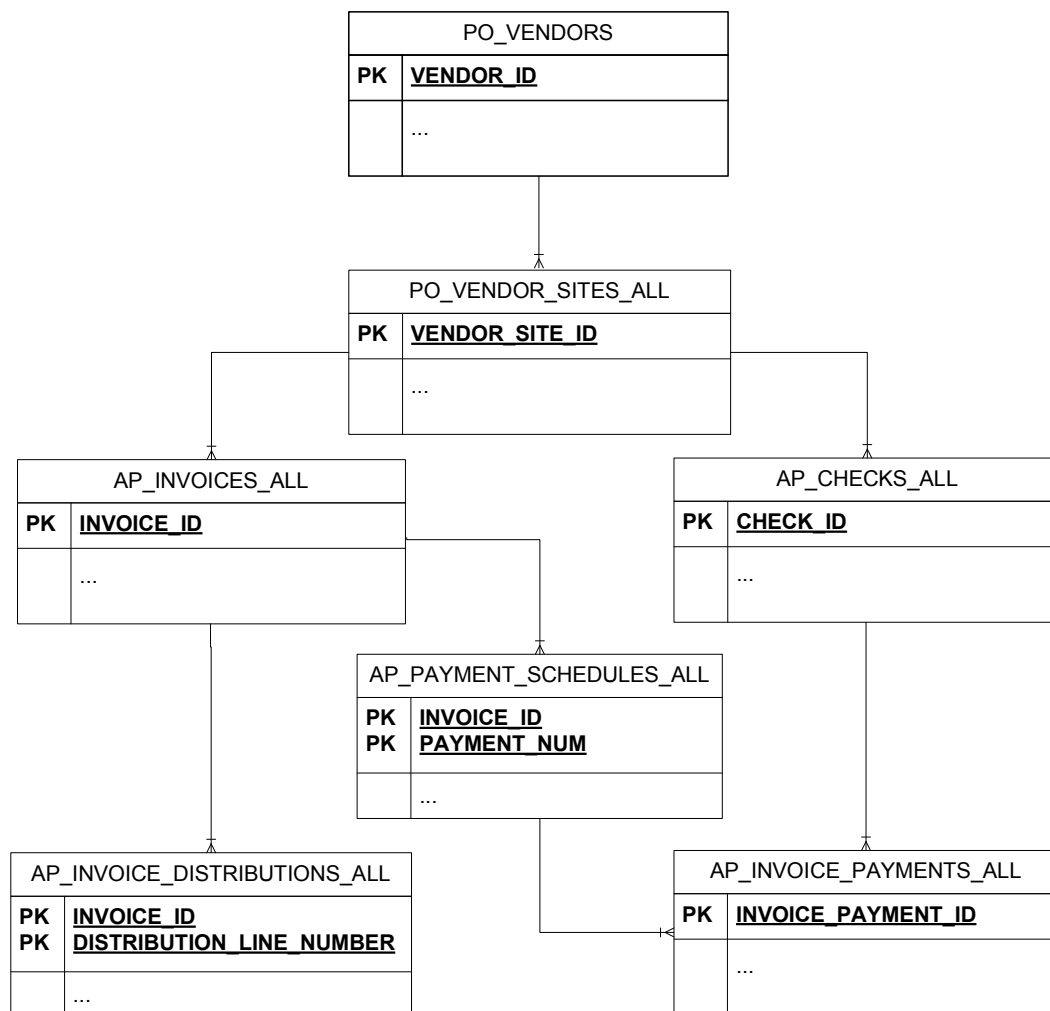 PO_VENDORS
PK VENDOR_ID
...
PO_VENDOR_SITES_ALL
PK VENDOR_SITE_ID
...
AP_INVOICES_ALL
PK INVOICE_ID
...
AP_CHECKS_ALL
PK CHECK_ID
...
AP_PAYMENT_SCHEDULES_ALL
PK INVOICE_ID
PK PAYMENT_NUM
...
AP_INVOICE_DISTRIBUTIONS_ALL
PK INVOICE_ID
PK DISTRIBUTION_LINE_NUMBER
...
AP_INVOICE_PAYMENTS_ALL
PK INVOICE_PAYMENT_ID
...